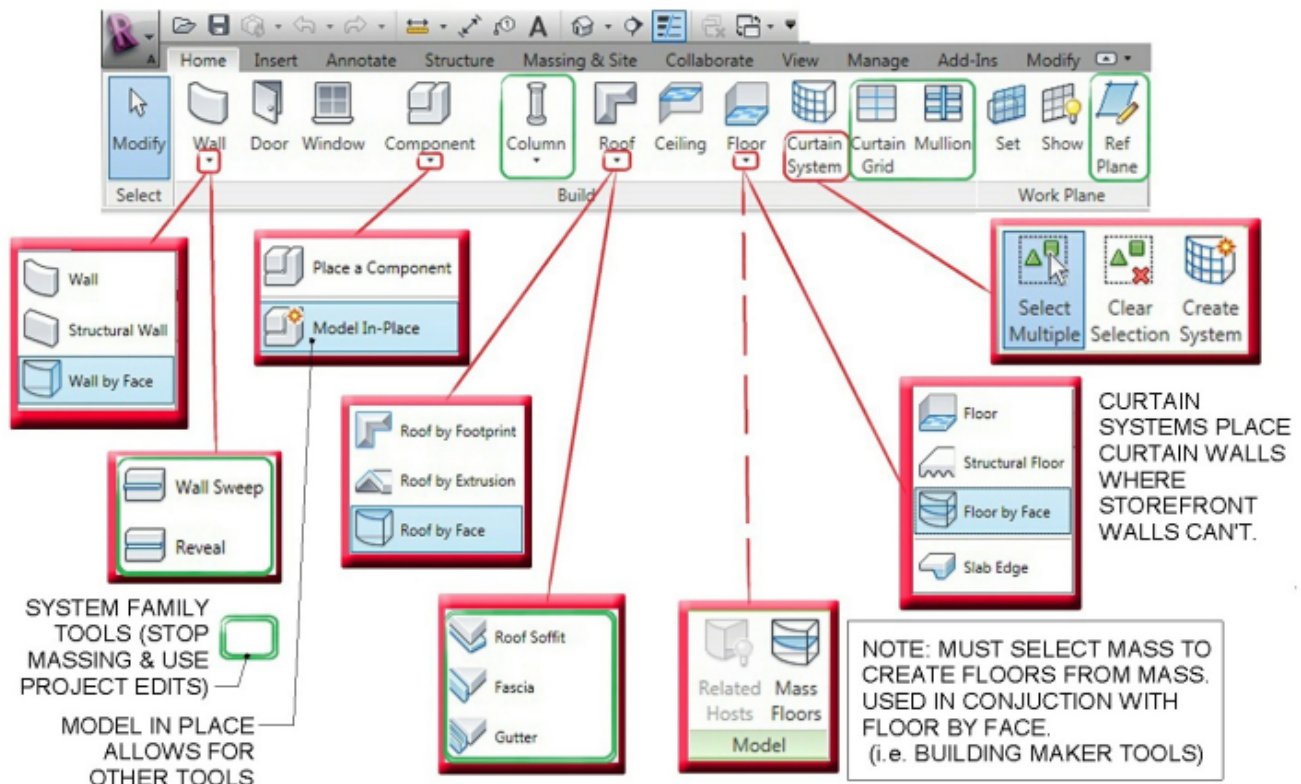 A
A
Home Insert Annotate Structure Massing & Site Collaborate View Manage Add-Ins Modify
Modify Wall Door Window Component Column Roof Ceiling Floor Curtain System Curtain Grid Mullion Set Show Ref Plane
Select Build Work Plane
Wall
Structural Wall
Wall by Face
Place a Component
Model In-Place
Select Multiple
Clear Selection
Create System
Wall Sweep
Reveal
Roof by Footprint
Roof by Extrusion
Roof by Face
Floor
Structural Floor
Floor by Face
Slab Edge
CURTAIN
SYSTEMS PLACE
CURTAIN WALLS
WHERE
STOREFRONT
WALLS CAN'T.
SYSTEM FAMILY
TOOLS (STOP
MASSING & USE
PROJECT EDITS)
MODEL IN PLACE
ALLOWS FOR
OTHER TOOLS
Roof Soffit
Fascia
Gutter
Related Hosts
Mass Floors
Model
NOTE: MUST SELECT MASS TO
CREATE FLOORS FROM MASS.
USED IN CONJUCTION WITH
FLOOR BY FACE.
(i.e. BUILDING MAKER TOOLS)